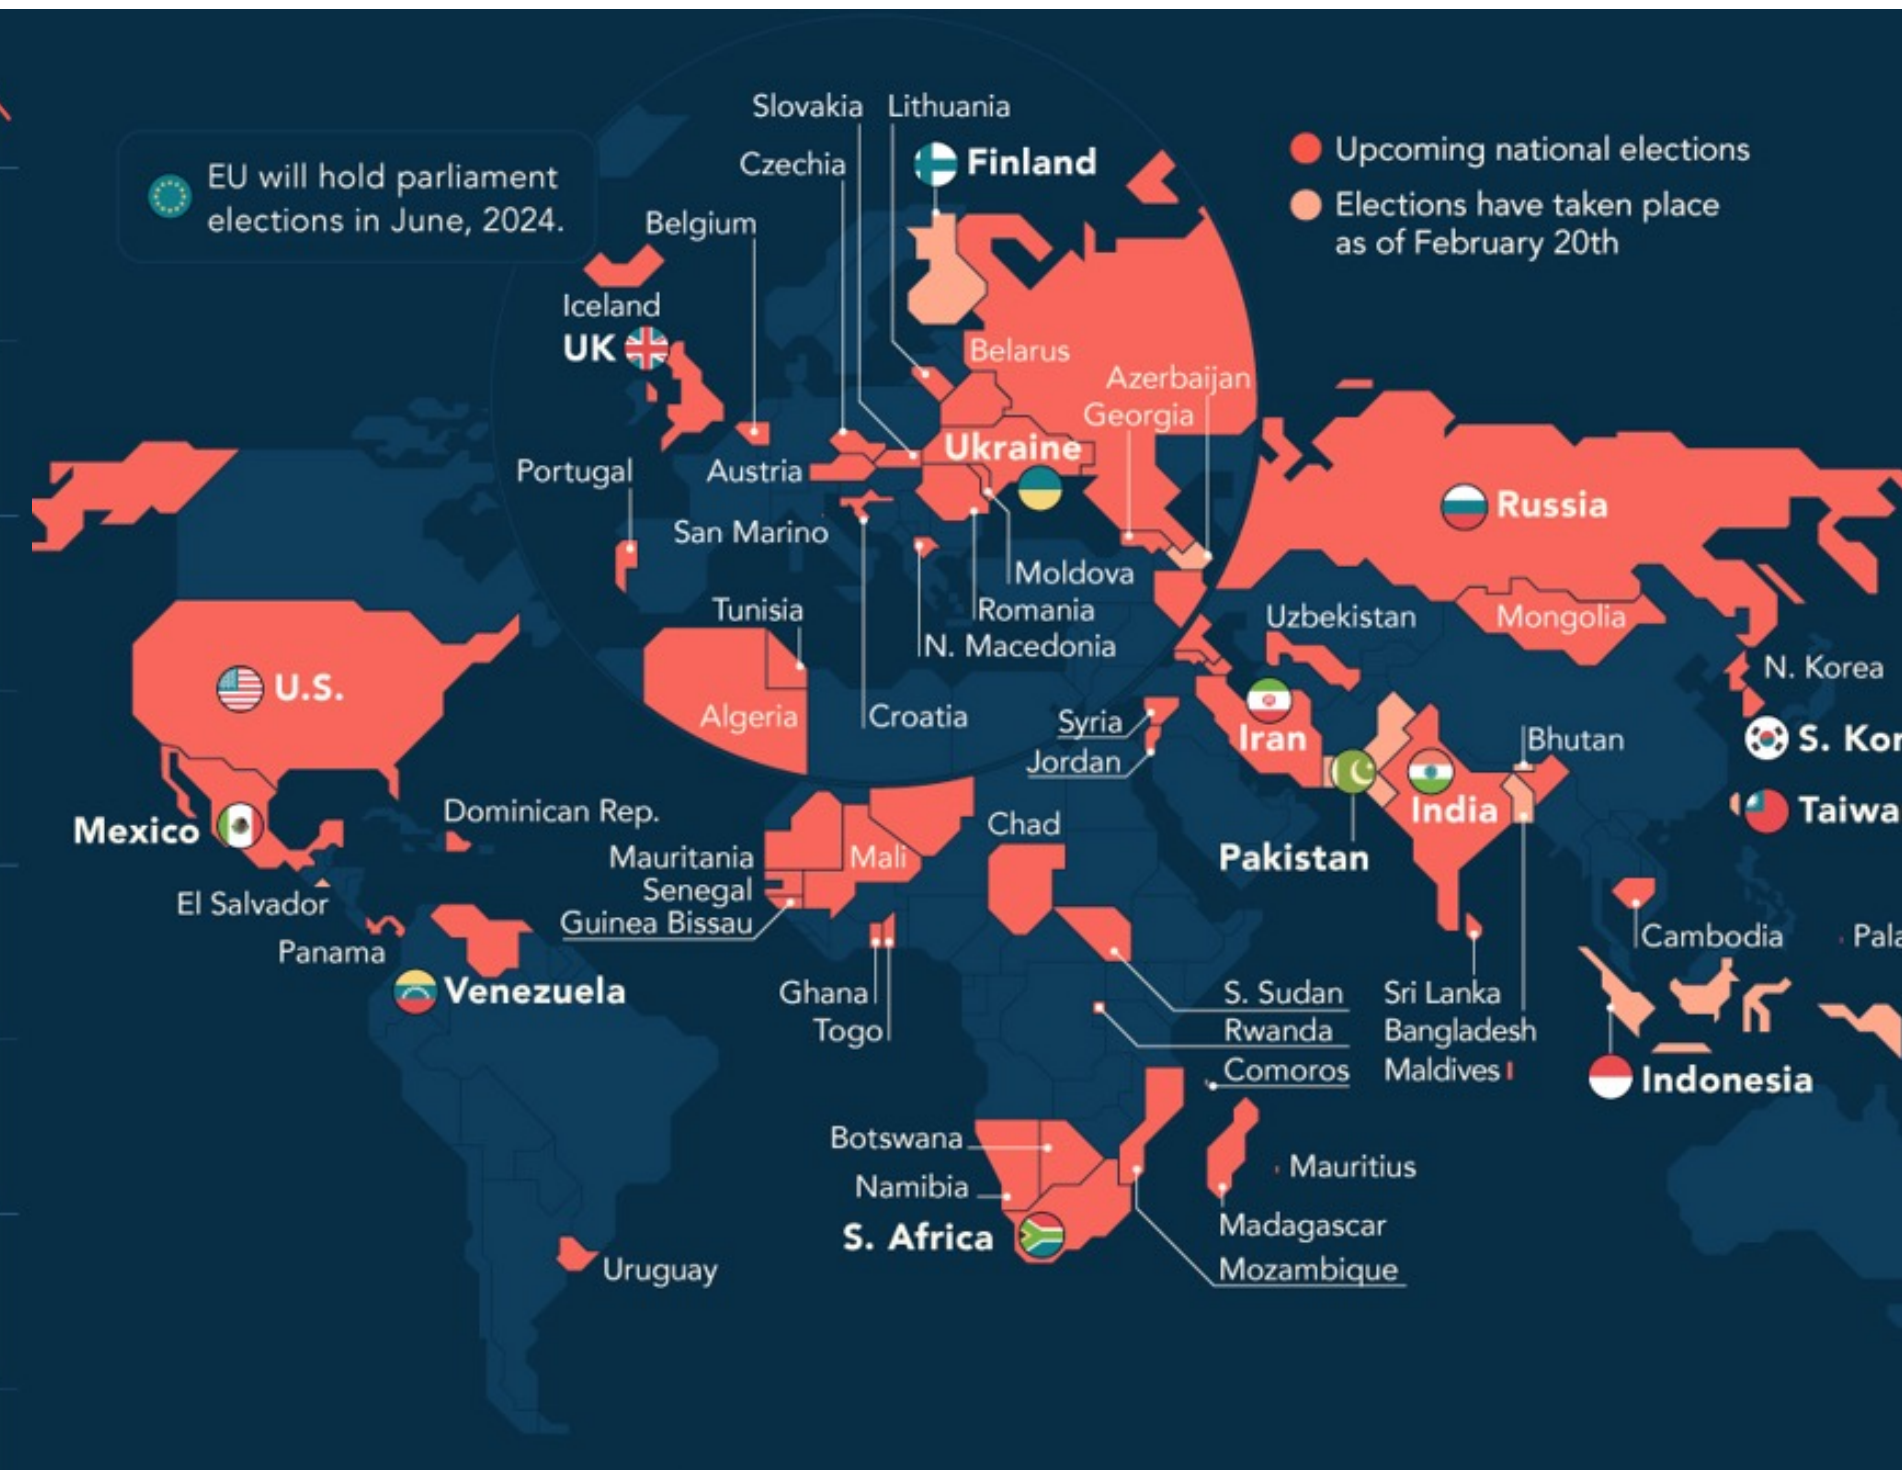 Slovakia
Lithuania
Czechia
Finland
Belgium
EU will hold parliament
elections in June, 2024.
Upcoming national elections
Elections have taken place
as of February 20th
Iceland
UK
Belarus
Azerbaijan
Georgia
Ukraine
Portugal
Austria
San Marino
Russia
Moldova
Tunisia
Romania
N. Macedonia
Uzbekistan
Mongolia
N. Korea
U.S.
Algeria
Croatia
Syria
Jordan
Iran
Bhutan
S. Kor
Mexico
Dominican Rep.
Chad
India
Taiwa
Mauritania
Mali
Senegal
Guinea Bissau
Pakistan
El Salvador
Panama
Cambodia
Pala
Venezuela
Ghana
Togo
S. Sudan
Rwanda
Comoros
Sri Lanka
Bangladesh
Maldives
Indonesia
Botswana
Namibia
S. Africa
Mauritius
Madagascar
Mozambique
Uruguay